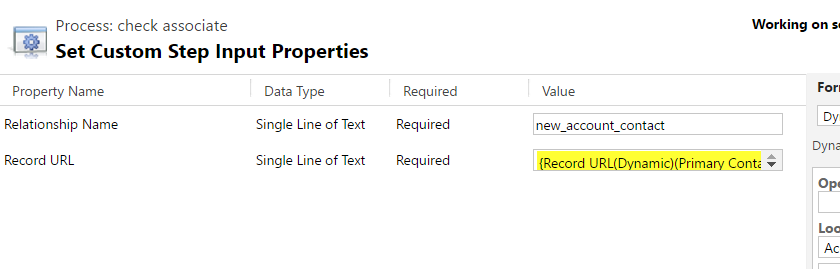 Process: check associate
Working on s
Set Custom Step Input Properties
Property Name Data Type Required Value
Relationship Name Single Line of Text Required new_account_contact
Record URL Single Line of Text Required {Record URL(Dynamic)(Primary Conta
For
Dy
Dyna
Ope
Loo
Ac